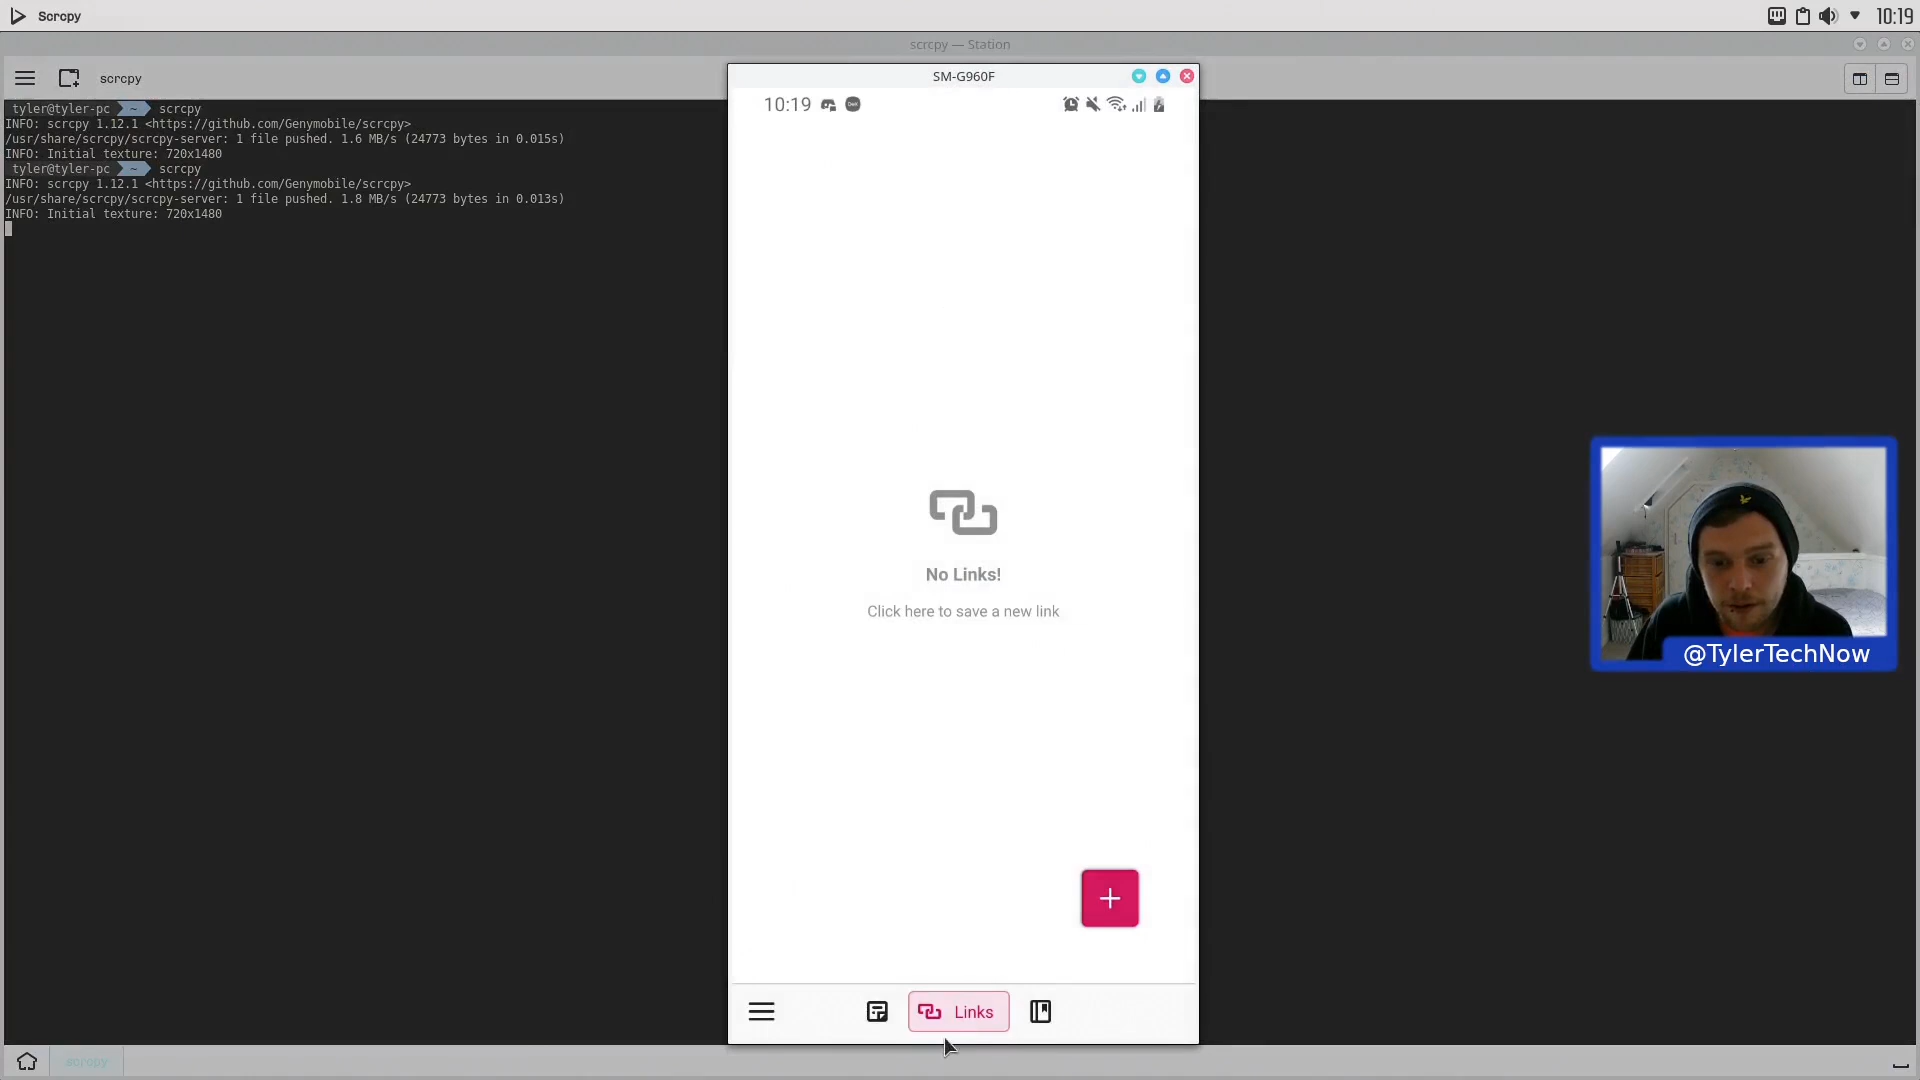 Scrcpy
10:19
scrcpy — Station
scrcpy
tyler@tyler-pc ~ scrcpy
INFO: scrcpy 1.12.1 <https://github.com/Genymobile/scrcpy>
/usr/share/scrcpy/scrcpy-server: 1 file pushed. 1.6 MB/s (24773 bytes in 0.015s)
INFO: Initial texture: 720x1480
tyler@tyler-pc ~ scrcpy
INFO: scrcpy 1.12.1 <https://github.com/Genymobile/scrcpy>
/usr/share/scrcpy/scrcpy-server: 1 file pushed. 1.8 MB/s (24773 bytes in 0.013s)
INFO: Initial texture: 720x1480
SM-G960F
10:19
No Links!
Click here to save a new link
Links
@TylerTechNow
scrcpy